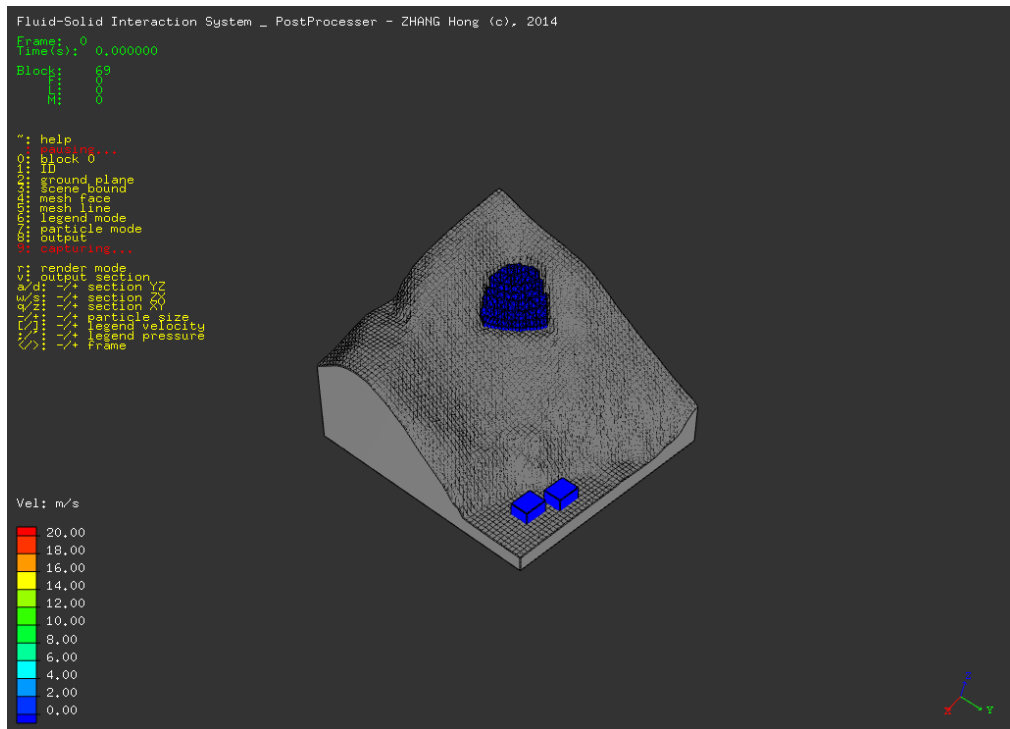 Fluid-Solid Interaction System _ PostProcesser - ZHANG Hong (c), 2014
Frame: 0
Time(s): 0.000000
Block: 69
F: 0
L: 0
M: 0
~: help
: pausing...
0: block 0
1: ID
2: ground plane
3: scene bound
4: mesh face
5: mesh line
6: legend mode
7: particle mode
8: output
9: capturing...
r: render mode
v: output section
a/d: -/+ section YZ
w/s: -/+ section ZX
q/z: -/+ section XY
-/+: -/+ particle size
[/]: -/+ legend velocity
;/': -/+ legend pressure
</>: -/+ frame
Vel: m/s
20.00
18.00
16.00
14.00
12.00
10.00
8.00
6.00
4.00
2.00
0.00
Z
X
Y